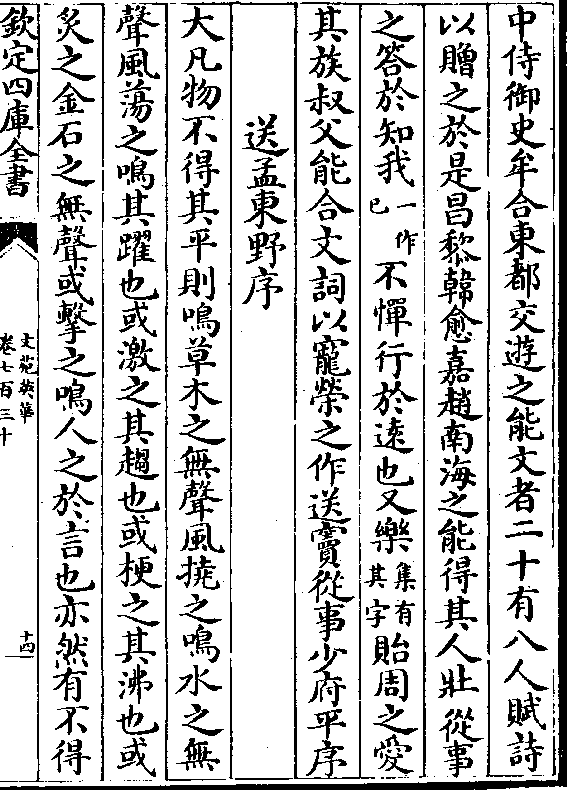 中侍御史牟合東都交遊之能文者二十有八人賦詩
以贈之於是昌黎韓愈嘉趙南海之能得其人壯從事
之答於知我一作已不憚行於逺也又樂集有其字貽周之愛
其族叔父能合文詞以寵榮之作送竇從事少府平序
送孟東野序
大凡物不得其平則鳴草木之無聲風撓之鳴水之無
聲風蕩之鳴其躍也或激之其趨也或梗之其沸也或
炙之金石之無聲或擊之鳴人之於言也亦然有不得
欽定四庫全書
文苑英華
卷七百三十
十四